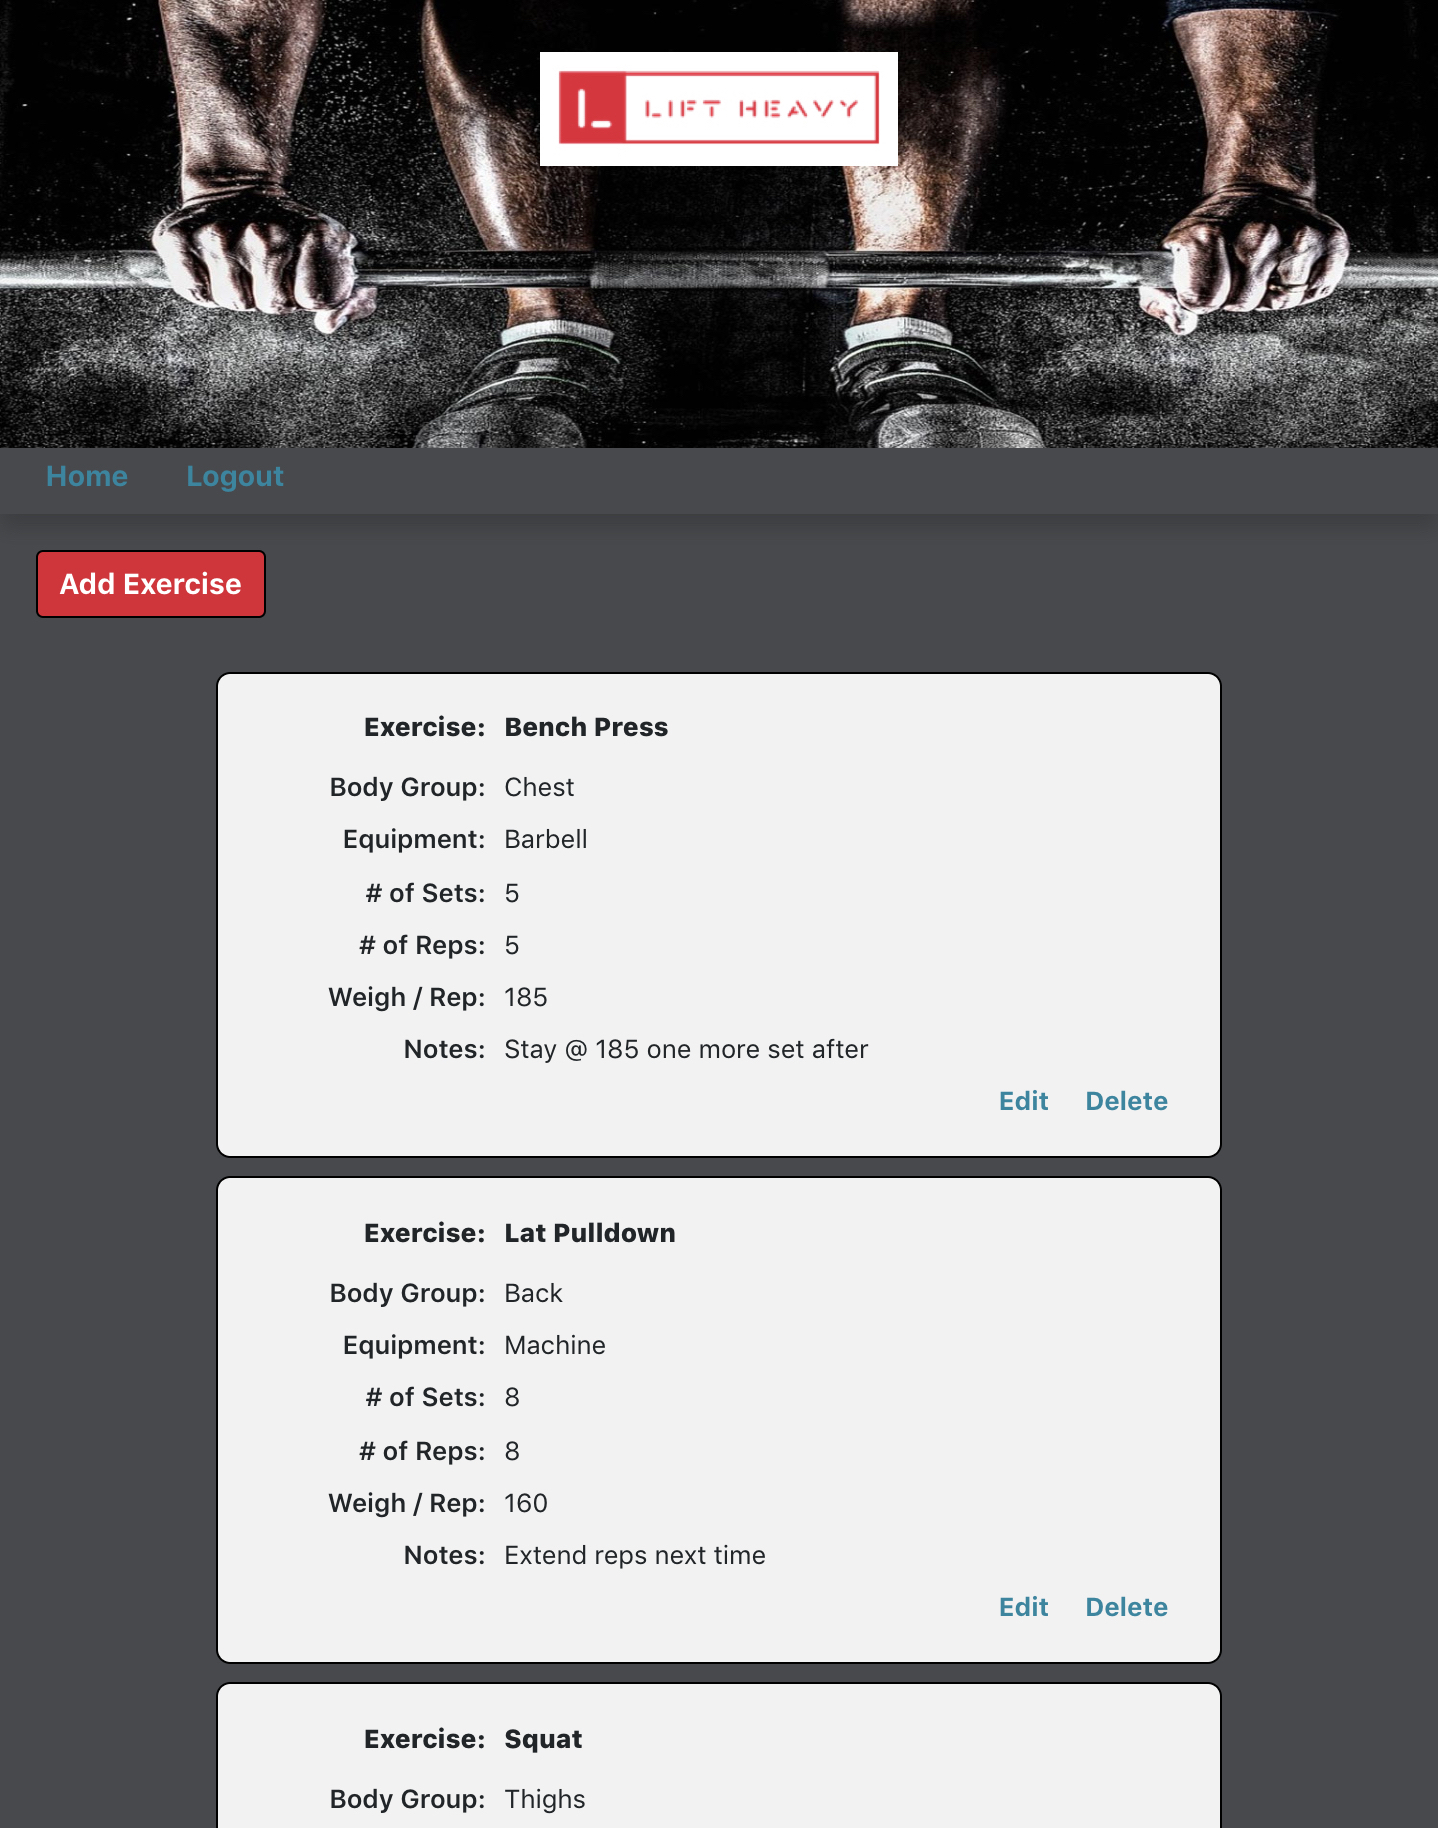 L LIFT HEAVY
Home Logout
Add Exercise
Exercise: Bench Press
Body Group: Chest
Equipment: Barbell
# of Sets: 5
# of Reps: 5
Weigh / Rep: 185
Notes: Stay @ 185 one more set after
Edit Delete
Exercise: Lat Pulldown
Body Group: Back
Equipment: Machine
# of Sets: 8
# of Reps: 8
Weigh / Rep: 160
Notes: Extend reps next time
Edit Delete
Exercise: Squat
Body Group: Thighs